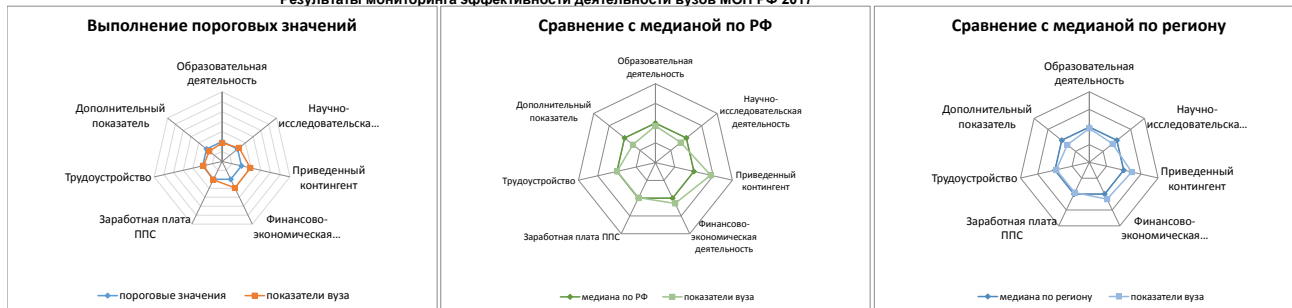 Результаты мониторинга эффективности деятельности вузов МОН РФ 2017
Выполнение пороговых значений
Образовательная
деятельность
Научно-
исследовательска...
Приведенный
контингент
Финансово-
экономическая...
Заработная плата
ППС
Трудоустройство
Дополнительный
показатель
пороговые значения
показатели вуза
Сравнение с медианой по РФ
Образовательная
деятельность
Научно-
исследовательская
деятельность
Приведенный
контингент
Финансово-
экономическая
деятельность
Заработная плата ППС
Трудоустройство
Дополнительный
показатель
медиана по РФ
показатели вуза
Сравнение с медианой по региону
Образовательная
деятельность
Научно-
исследовательска...
Приведенный
контингент
Финансово-
экономическая...
Заработная плата
ППС
Трудоустройство
Дополнительный
показатель
медиана по региону
показатели вуза